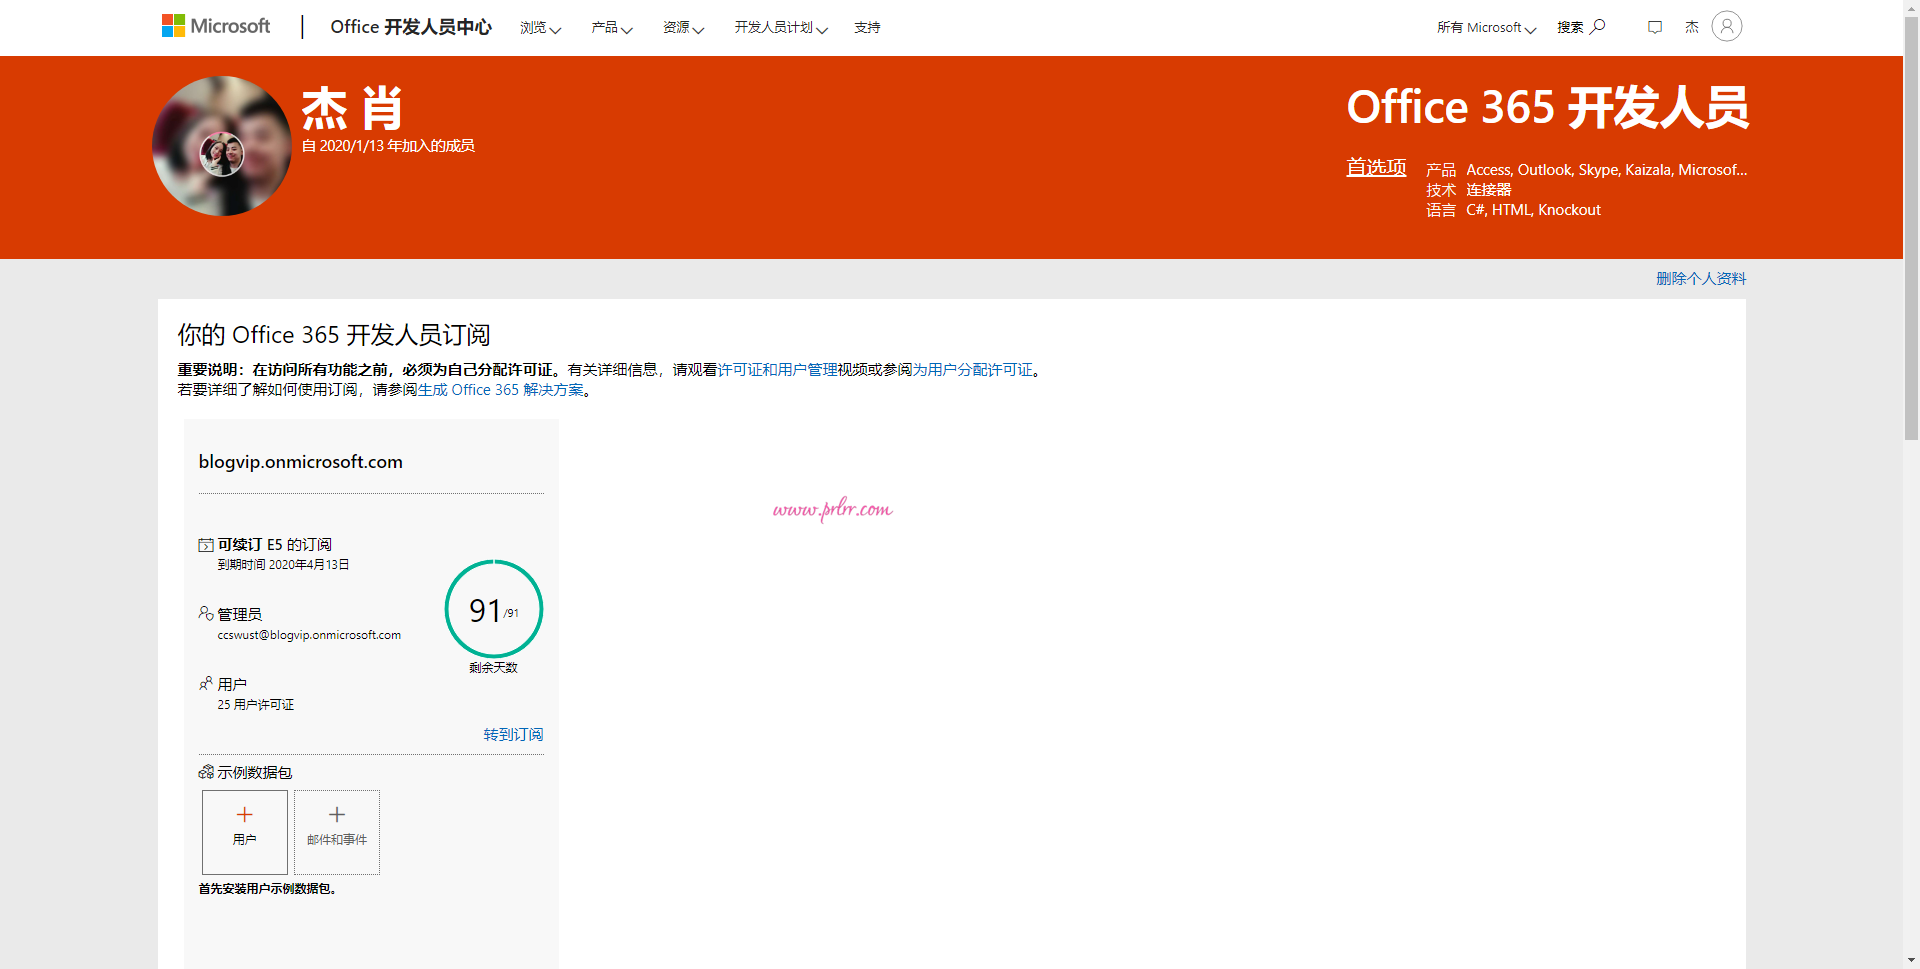 Microsoft
Office 开发人员中心
浏览
产品
资源
开发人员计划
支持
所有 Microsoft
搜索
杰
杰 肖
自 2020/1/13 年加入的成员
Office 365 开发人员
首选项
产品 Access, Outlook, Skype, Kaizala, Microsof...
技术 连接器
语言 C#, HTML, Knockout
删除个人资料
你的 Office 365 开发人员订阅
重要说明：在访问所有功能之前，必须为自己分配许可证。有关详细信息，请观看许可证和用户管理视频或参阅为用户分配许可证。
若要详细了解如何使用订阅，请参阅生成 Office 365 解决方案。
blogvip.onmicrosoft.com
www.prlrr.com
可续订 E5 的订阅
到期时间 2020年4月13日
管理员
ccswust@blogvip.onmicrosoft.com
91/91
剩余天数
用户
25 用户许可证
转到订阅
示例数据包
用户
邮件和事件
首先安装用户示例数据包。